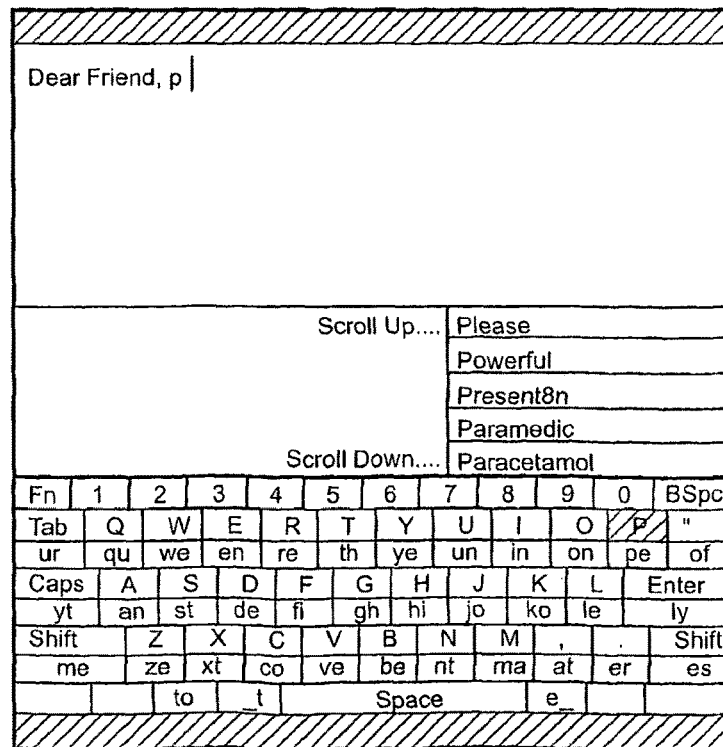 Dear Friend, p
Scroll Up.... Please
Powerful
Present8n
Paramedic
Scroll Down.... Paracetamol
Fn 1 2 3 4 5 6 7 8 9 0 BSpc
Tab Q W E R T Y U I O P "
ur qu we en re th ye un in on pe of
Caps A S D F G H J K L Enter
yt an st de fi gh hi jo ko le ly
Shift Z X C V B N M , . Shift
me ze xt co ve be nt ma at er es
to _t Space e_